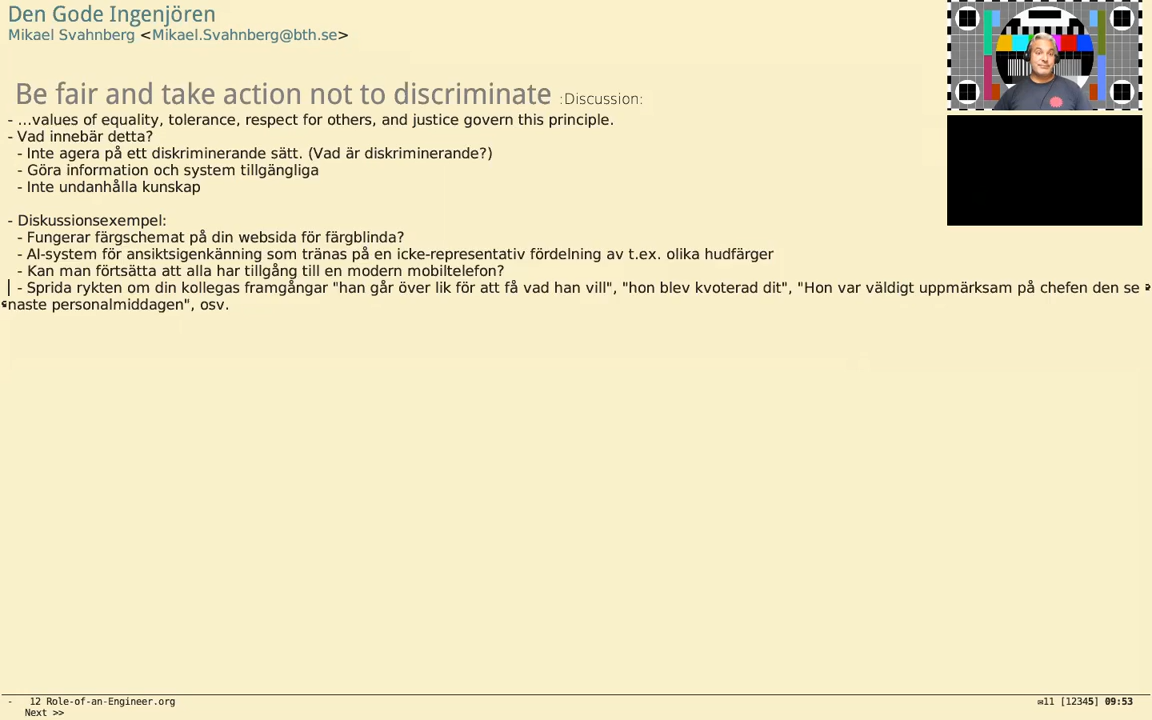 Den Gode Ingenjören
Mikael Svahnberg <Mikael.Svahnberg@bth.se>
Be fair and take action not to discriminate :Discussion:
- ...values of equality, tolerance, respect for others, and justice govern this principle.
- Vad innebär detta?
- Inte agera på ett diskriminerande sätt. (Vad är diskriminerande?)
- Göra information och system tillgängliga
- Inte undanhålla kunskap
- Diskussionsexempel:
- Fungerar färgschemat på din websida för färgblinda?
- AI-system för ansiktsigenkänning som tränas på en icke-representativ fördelning av t.ex. olika hudfärger
- Kan man förtsätta att alla har tillgång till en modern mobiltelefon?
- Sprida rykten om din kollegas framgångar "han går över lik för att få vad han vill", "hon blev kvoterad dit", "Hon var väldigt uppmärksam på chefen den se
naste personalmiddagen", osv.
- 12 Role-of-an-Engineer.org
✉11 [12345] 09:53
Next >>